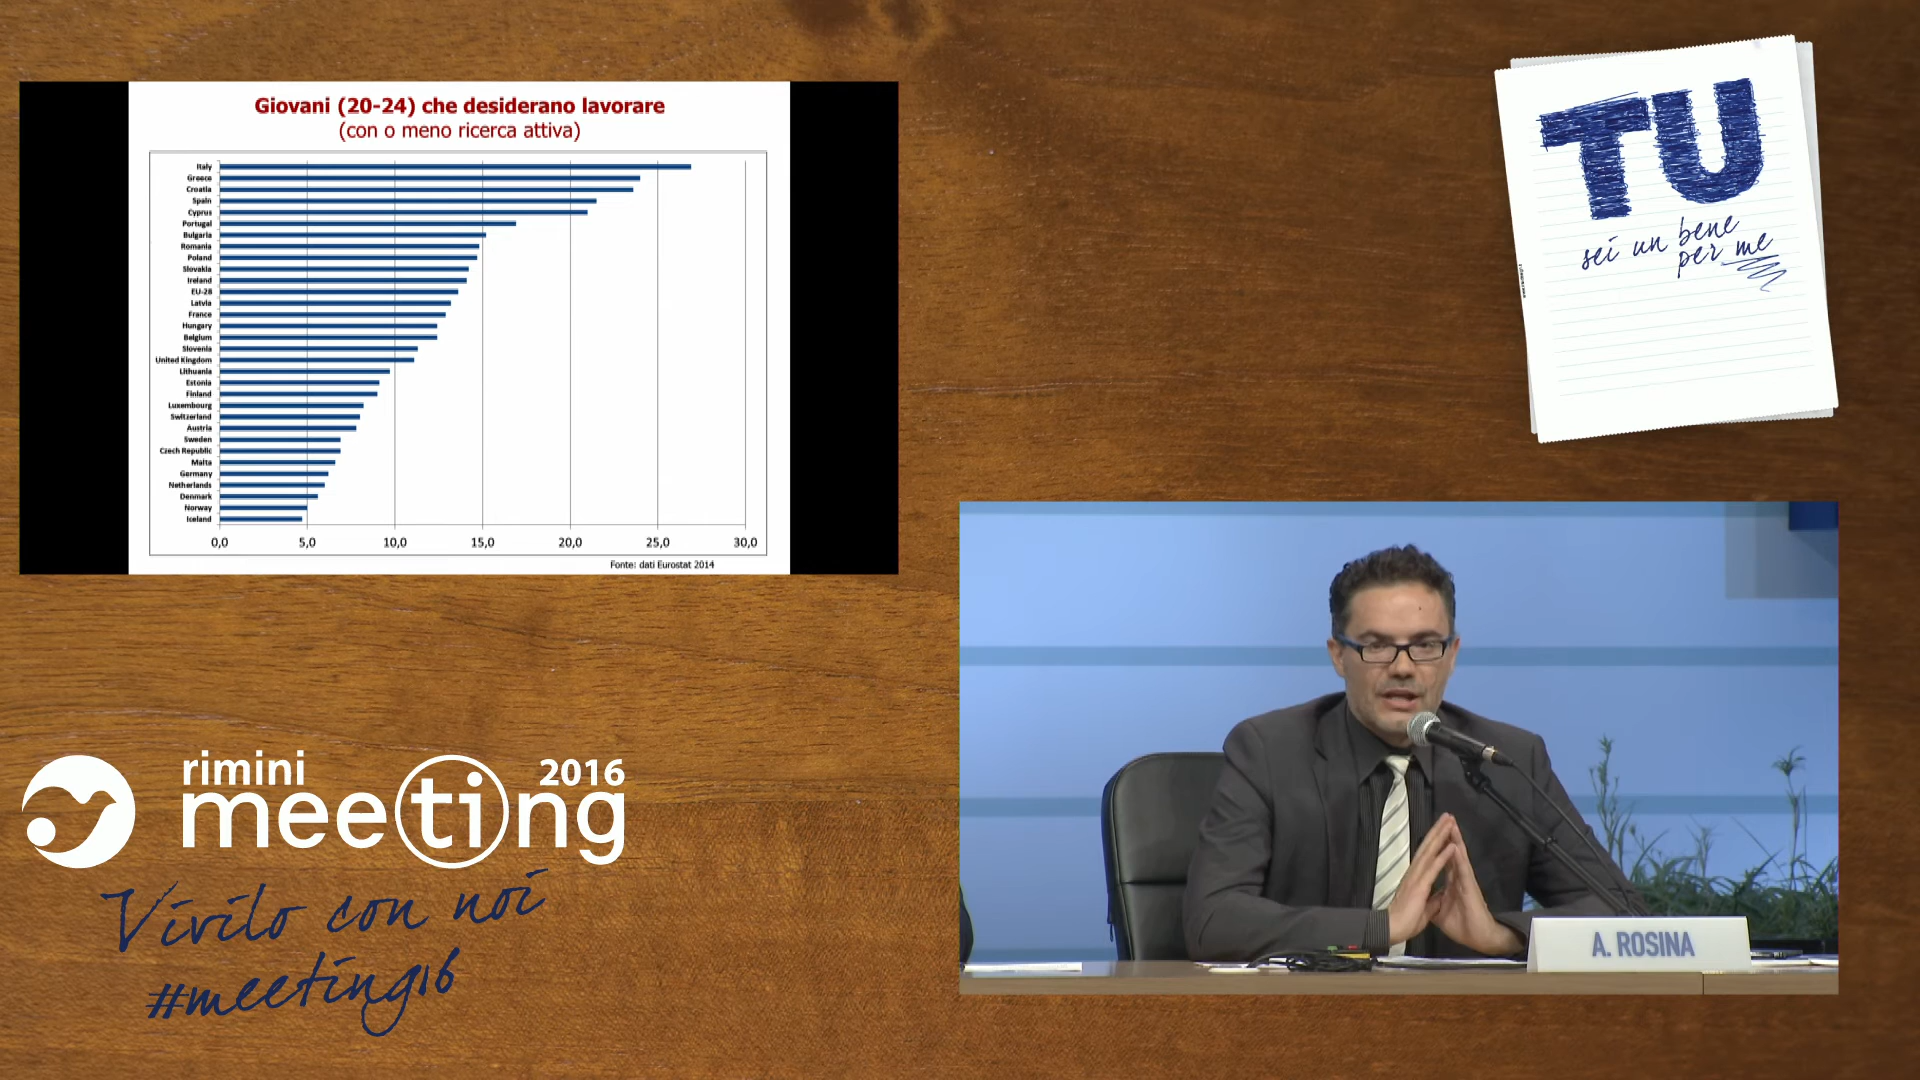 Giovani (20-24) che desiderano lavorare
(con o meno ricerca attiva)
Italy
Greece
Croatia
Spain
Cyprus
Portugal
Bulgaria
Romania
Poland
Slovakia
Ireland
EU-28
Latvia
France
Hungary
Belgium
Slovenia
United Kingdom
Lithuania
Estonia
Finland
Luxembourg
Switzerland
Austria
Sweden
Czech Republic
Malta
Germany
Netherlands
Denmark
Norway
Iceland
0,0 5,0 10,0 15,0 20,0 25,0 30,0
Fonte: dati Eurostat 2014
TU
sei un bene
per me
rimini 2016
meeting
Vivilo con noi
#meeting16
A. ROSINA